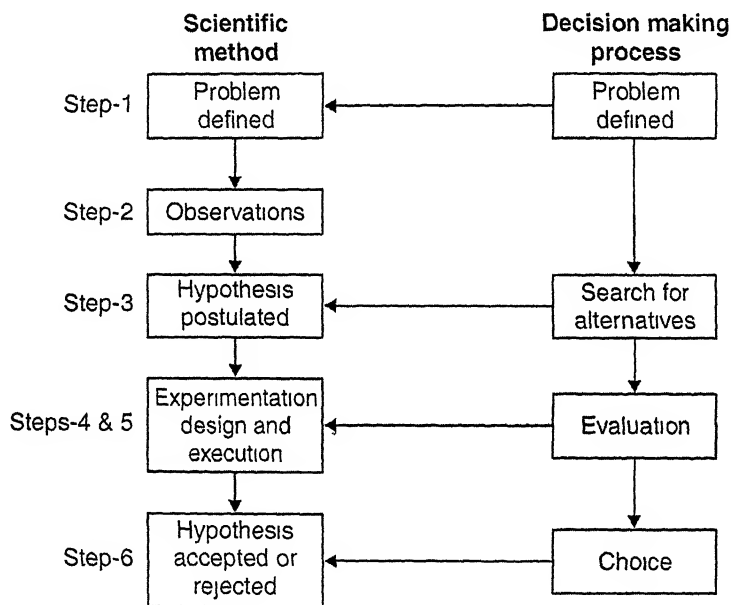 Scientific
method
Decision making
process
Step-1
Problem
defined
Problem
defined
Step-2
Observations
Step-3
Hypothesis
postulated
Search for
alternatives
Steps-4 & 5
Experimentation
design and
execution
Evaluation
Step-6
Hypothesis
accepted or
rejected
Choice